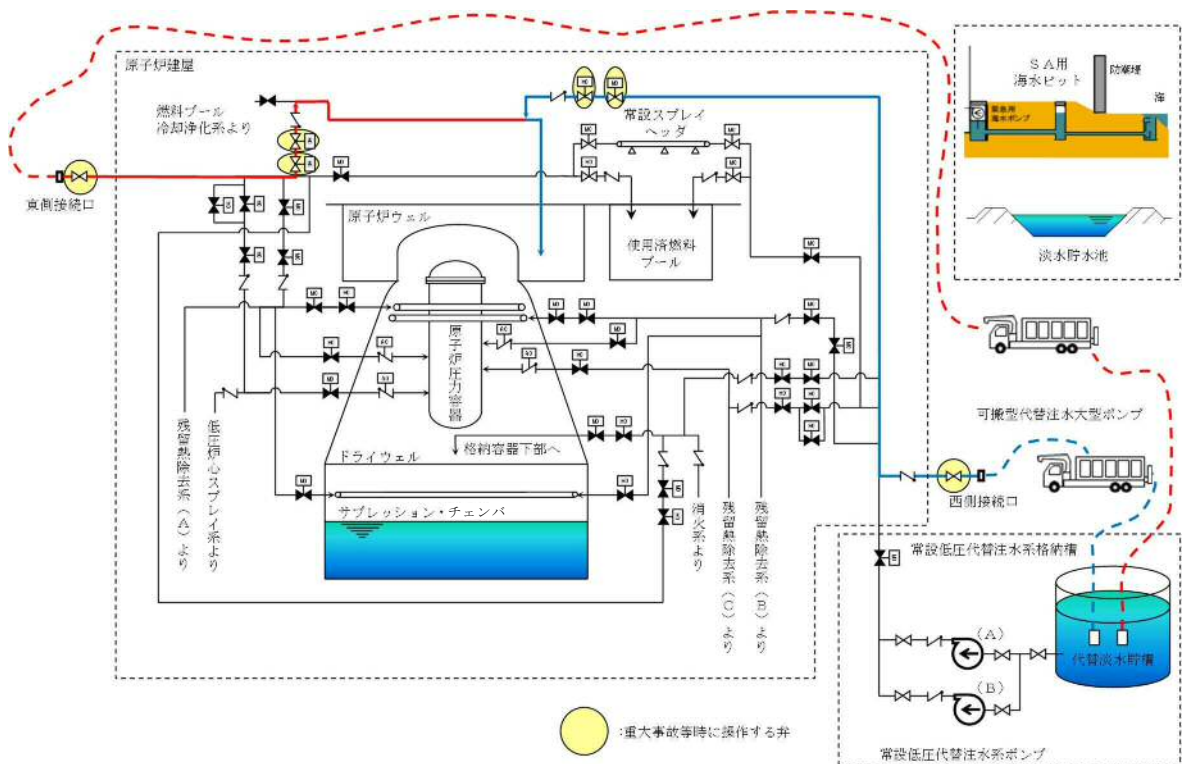 原子炉建屋
燃料プール
冷却浄化系より
常設スプレイ
ヘッダ
東側接続口
原子炉ウェル
使用済燃料
プール
原子炉圧力容器
ドライウェル
格納容器下部へ
サプレッション・チェンバ
残留熱除去系(A)より
低圧炉心スプレイ系より
消火系より
残留熱除去系(C)より
残留熱除去系(B)より
SA用
海水ピット
防潮堤
海
緊急用
海水ポンプ
淡水貯水池
可搬型代替注水大型ポンプ
西側接続口
常設低圧代替注水系格納槽
(A)
(B)
代替淡水貯槽
常設低圧代替注水系ポンプ
:重大事故等時に操作する弁